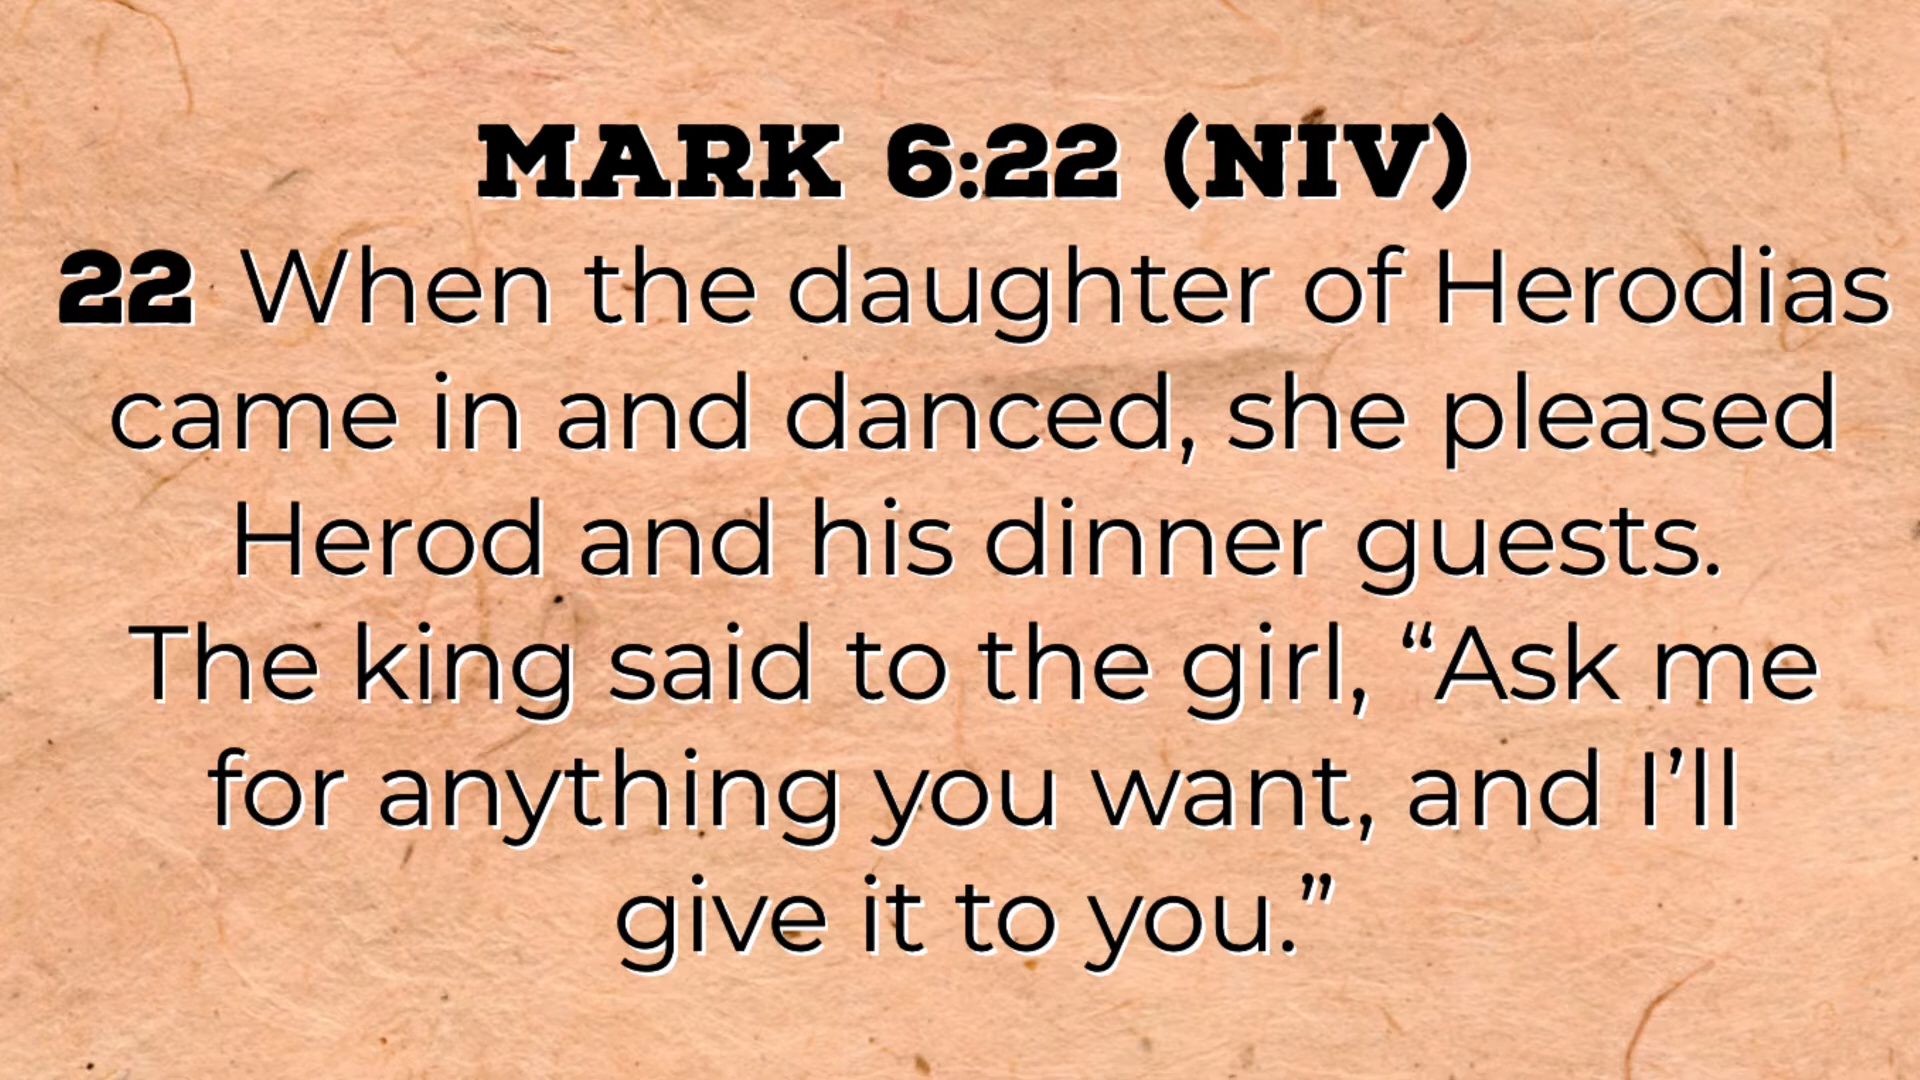 MARK 6:22 (NIV)
22 When the daughter of Herodias
came in and danced, she pleased
Herod and his dinner guests.
The king said to the girl, “Ask me
for anything you want, and I’ll
give it to you.”